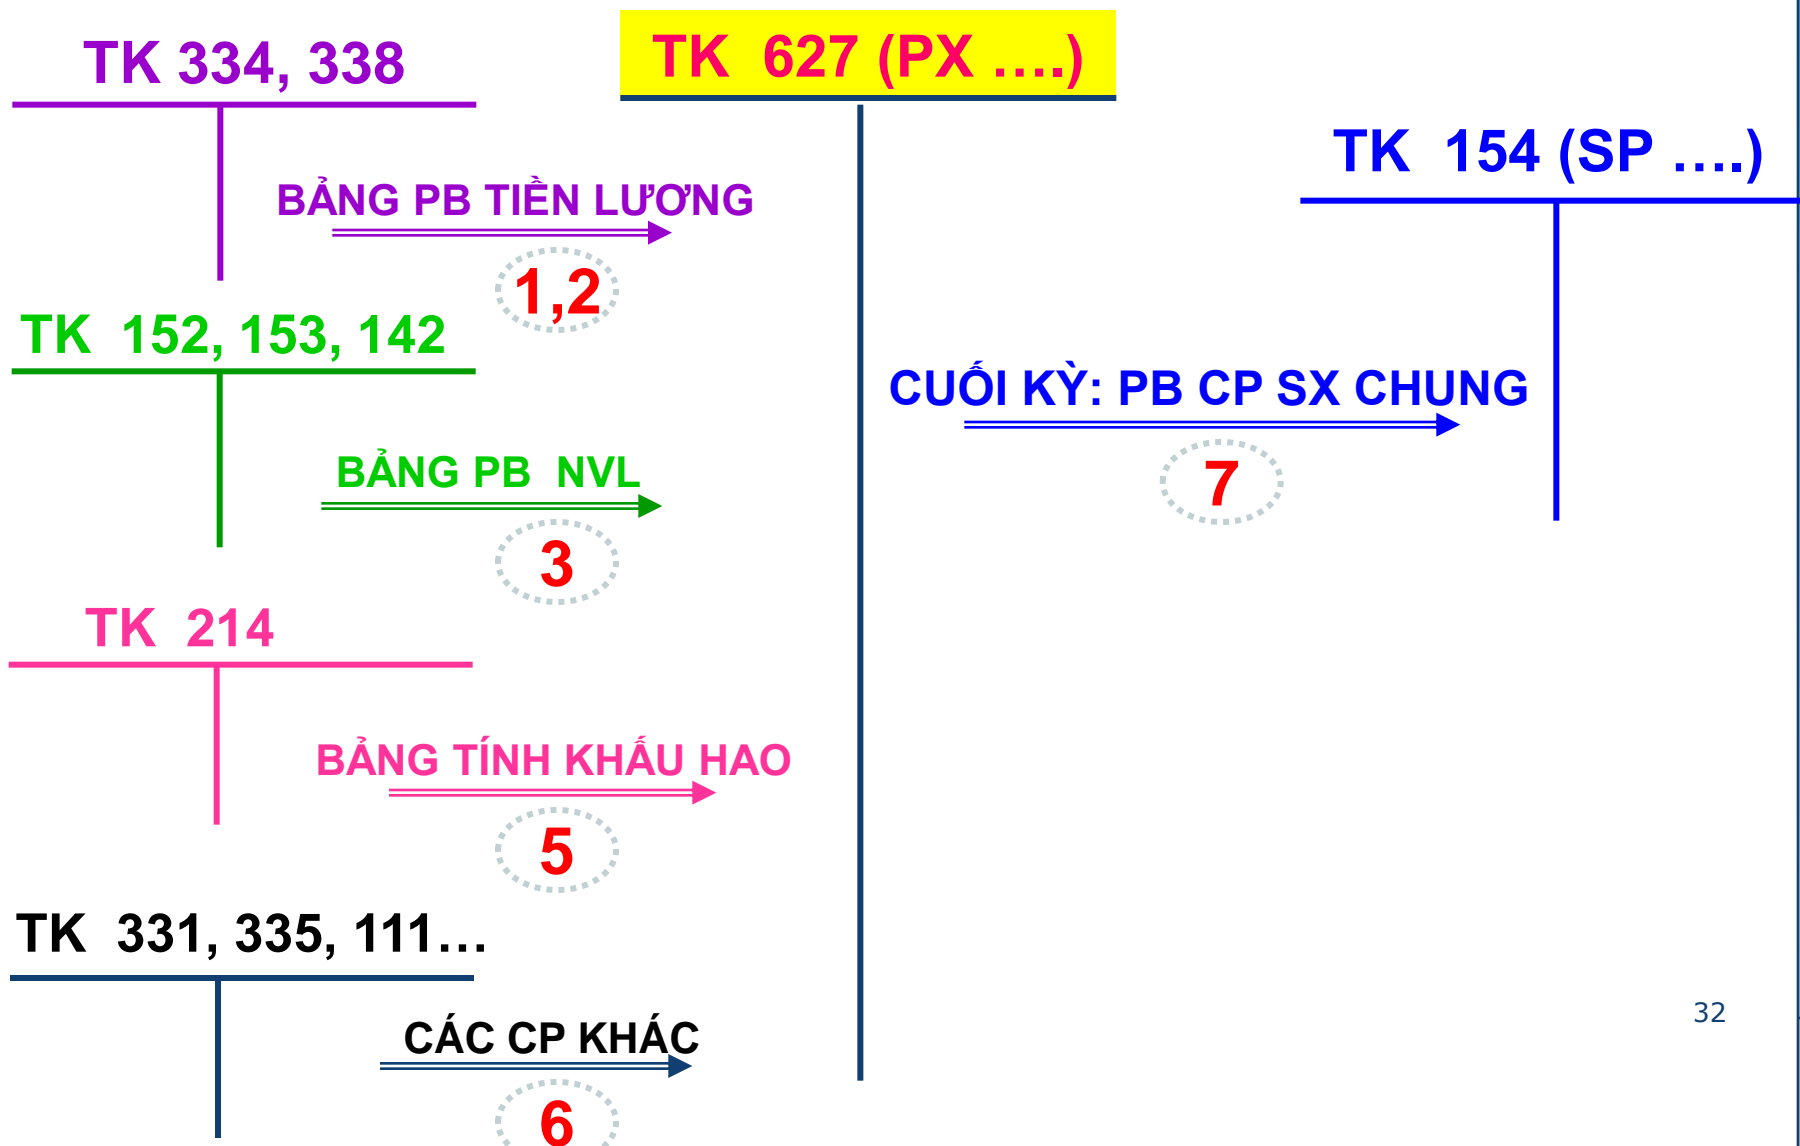 TK 334, 338
TK 627 (PX ....)
TK 154 (SP ....)
BẢNG PB TIỀN LƯƠNG
1,2
TK 152, 153, 142
CUỐI KỲ: PB CP SX CHUNG
7
BẢNG PB NVL
3
TK 214
BẢNG TÍNH KHẤU HAO
5
TK 331, 335, 111...
CÁC CP KHÁC
6
32